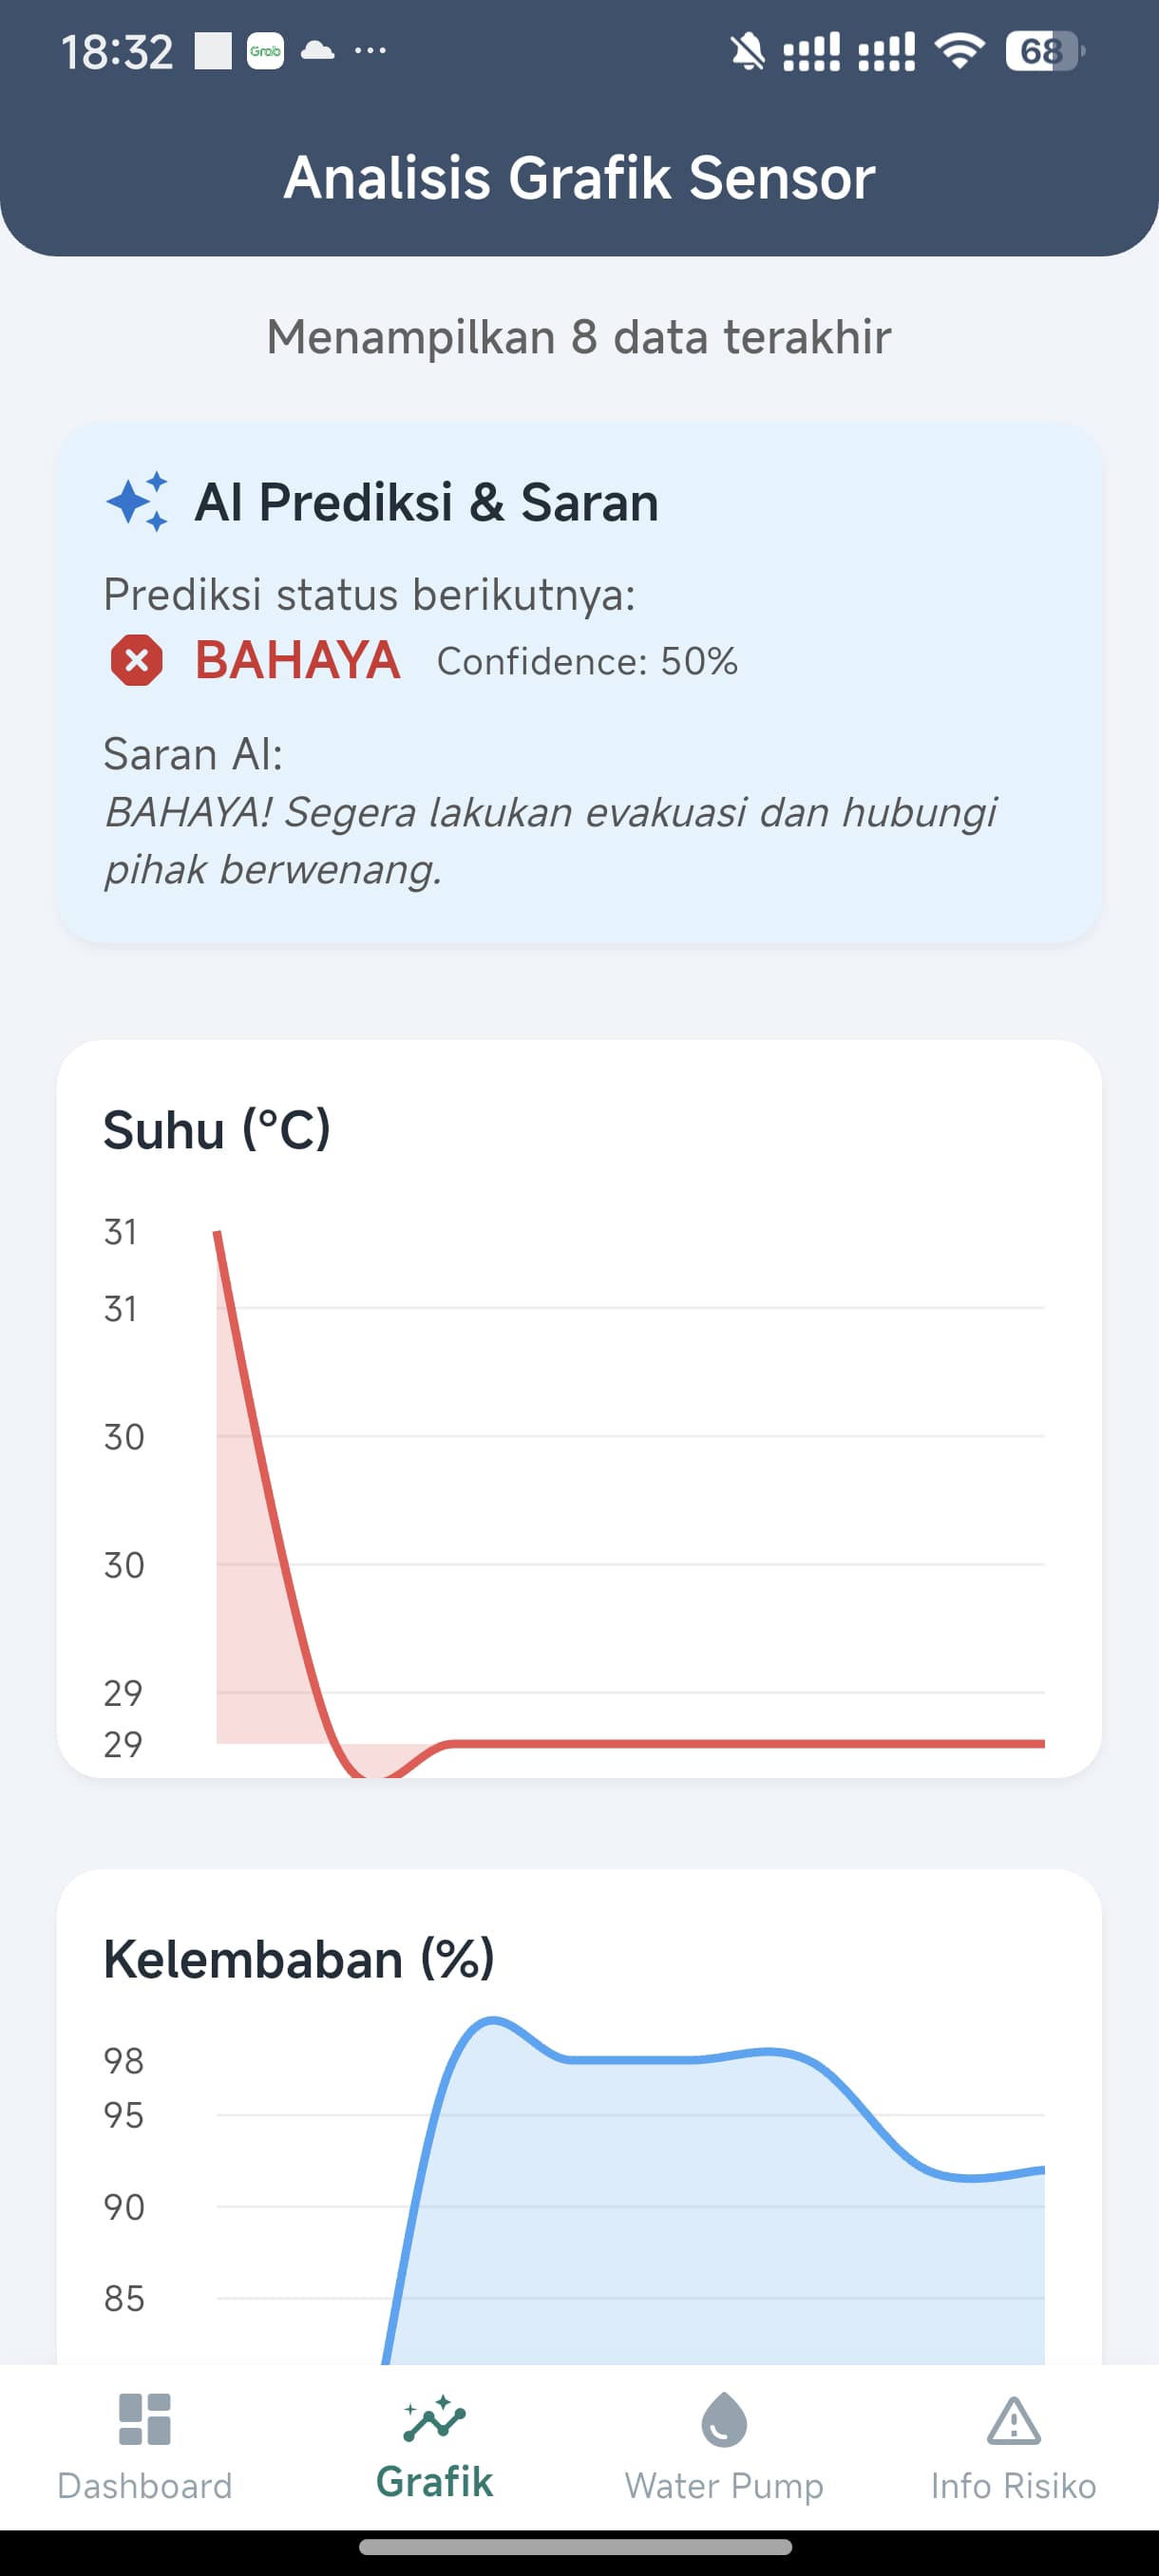 18:32
Grab
68
Analisis Grafik Sensor
Menampilkan 8 data terakhir
AI Prediksi & Saran
Prediksi status berikutnya:
BAHAYA Confidence: 50%
Saran AI:
BAHAYA! Segera lakukan evakuasi dan hubungi
pihak berwenang.
Suhu (°C)
31
31
30
30
29
29
Kelembaban (%)
98
95
90
85
Dashboard
Grafik
Water Pump
Info Risiko